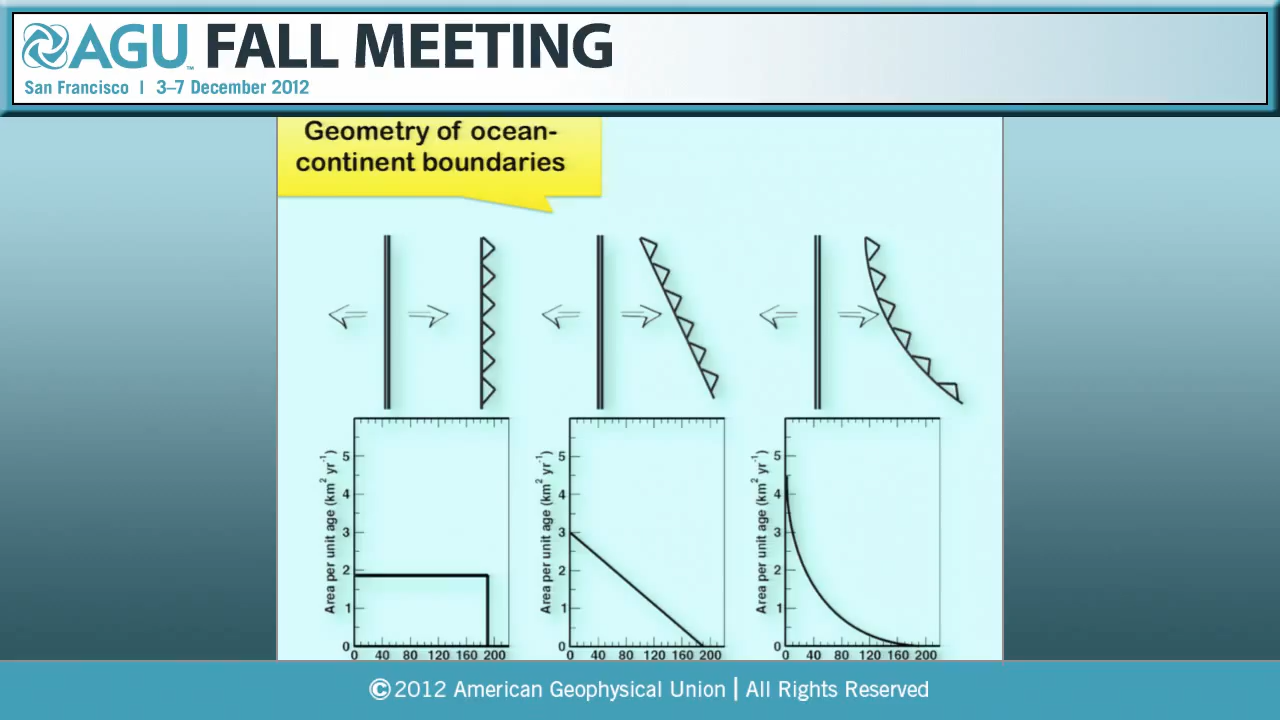 AGU™ FALL MEETING
San Francisco | 3–7 December 2012
Geometry of ocean-
continent boundaries
Area per unit age (km² yr⁻¹)
5
4
3
2
1
0
0 40 80 120 160 200
Area per unit age (km² yr⁻¹)
5
4
3
2
1
0
0 40 80 120 160 200
Area per unit age (km² yr⁻¹)
5
4
3
2
1
0
0 40 80 120 160 200
©2012 American Geophysical Union | All Rights Reserved